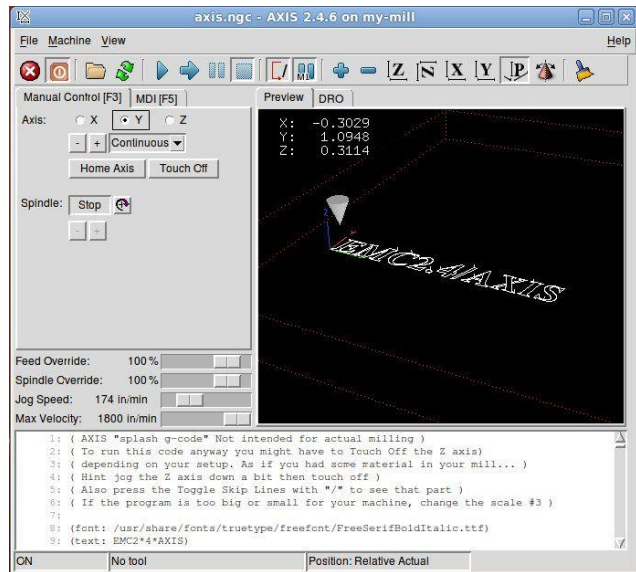 axis.ngc - AXIS 2.4.6 on my-mill
File Machine View Help
Z N X Y P
Manual Control [F3] MDI [F5] Preview DRO
Axis: X Y Z
- + Continuous
Home Axis Touch Off
Spindle: Stop
- +
X: -0.3029
Y: 1.0948
Z: 0.3114
EMC2.4/AXIS
Feed Override: 100 %
Spindle Override: 100 %
Jog Speed: 174 in/min
Max Velocity: 1800 in/min
1: ( AXIS "splash g-code" Not intended for actual milling )
2: ( To run this code anyway you might have to Touch Off the Z axis)
3: ( depending on your setup. As if you had some material in your mill... )
4: ( Hint jog the Z axis down a bit then touch off )
5: ( Also press the Toggle Skip Lines with "/" to see that part )
6: ( If the program is too big or small for your machine, change the scale #3 )
7:
8: (font: /usr/share/fonts/truetype/freefont/FreeSerifBoldItalic.ttf)
9: (text: EMC2*4*AXIS)
ON No tool Position: Relative Actual